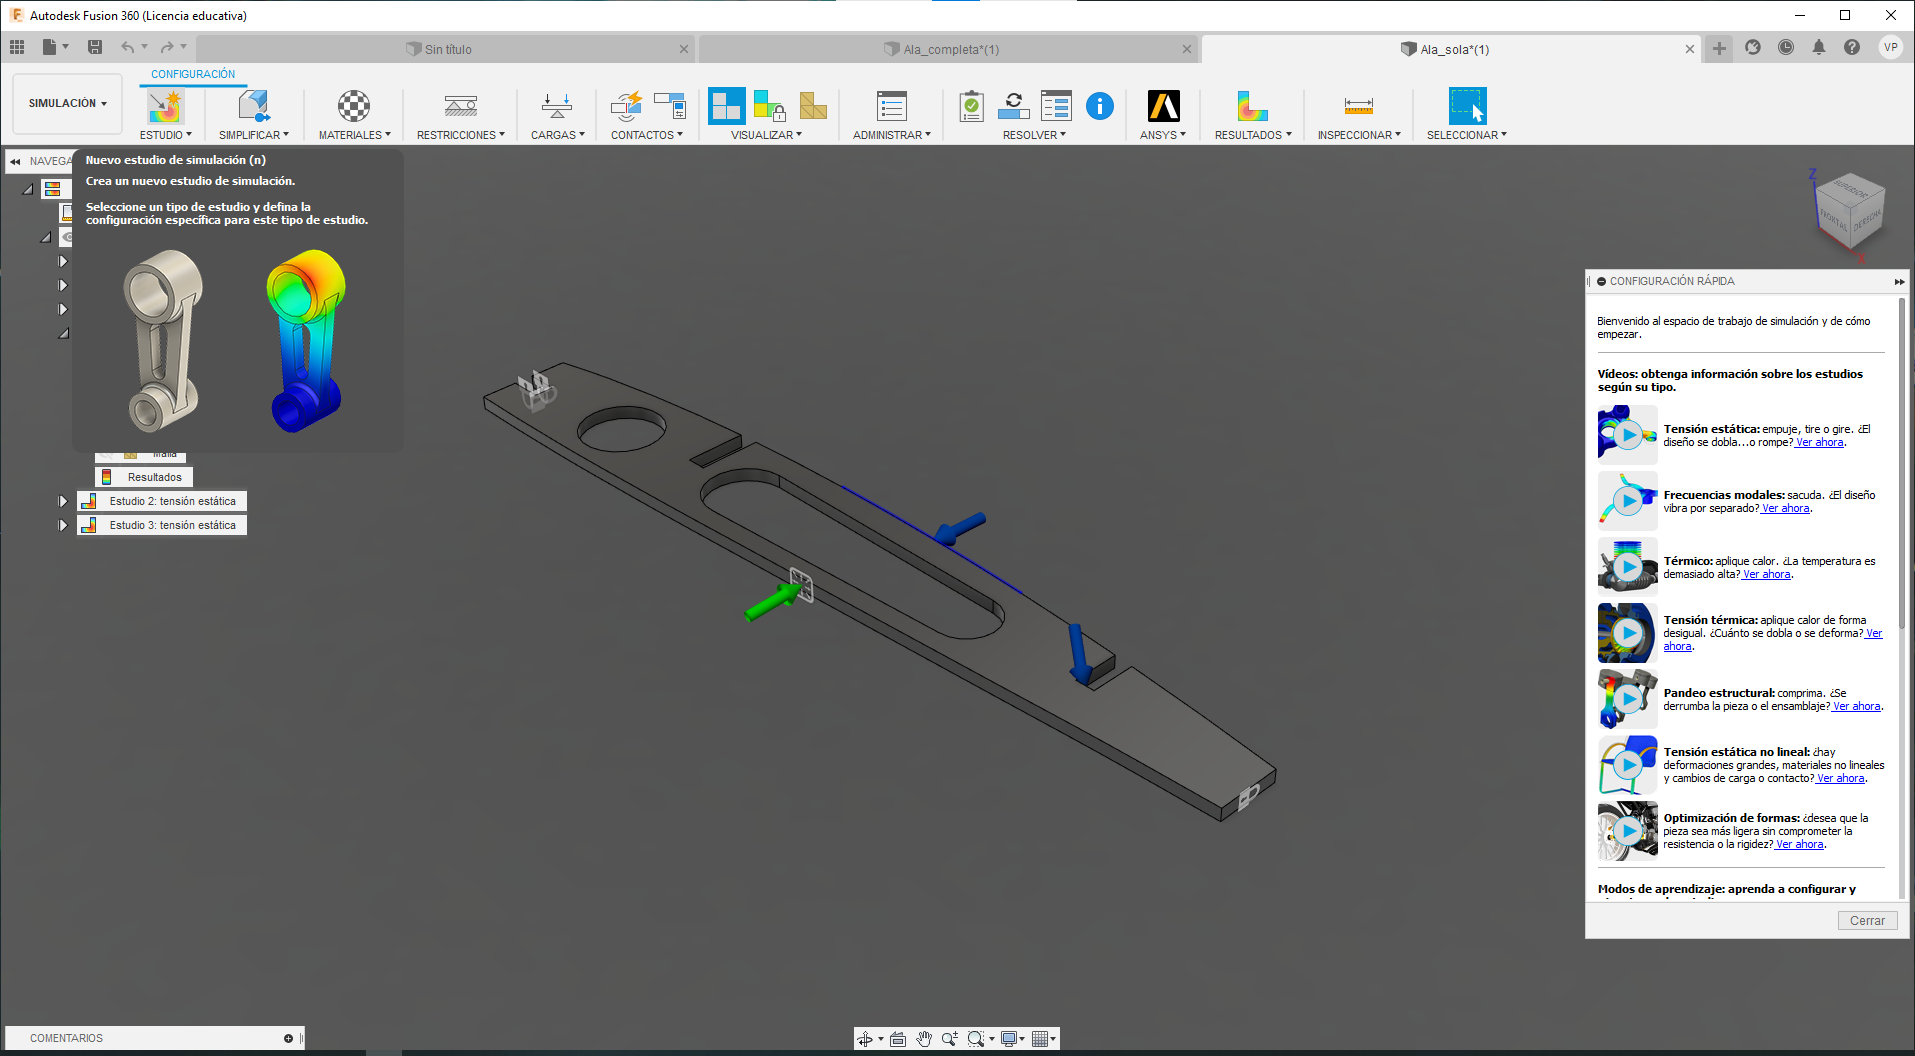 Autodesk Fusion 360 (Licencia educativa)
Sin título
Ala_completa*(1)
Ala_sola*(1)
VP
CONFIGURACIÓN
SIMULACIÓN
ESTUDIO
SIMPLIFICAR
MATERIALES
RESTRICCIONES
CARGAS
CONTACTOS
VISUALIZAR
ADMINISTRAR
RESOLVER
ANSYS
RESULTADOS
INSPECCIONAR
SELECCIONAR
NAVEGA
Nuevo estudio de simulación (n)
Crea un nuevo estudio de simulación.
Seleccione un tipo de estudio y defina la
configuración específica para este tipo de estudio.
Malla
Resultados
Estudio 2: tensión estática
Estudio 3: tensión estática
Z
SUPERIOR
FRONTAL
DERECHA
X
CONFIGURACIÓN RÁPIDA
Bienvenido al espacio de trabajo de simulación y de cómo
empezar.
Vídeos: obtenga información sobre los estudios
según su tipo.
Tensión estática: empuje, tire o gire. ¿El
diseño se dobla...o rompe? Ver ahora.
Frecuencias modales: sacuda. ¿El diseño
vibra por separado? Ver ahora.
Térmico: aplique calor. ¿La temperatura es
demasiado alta? Ver ahora.
Tensión térmica: aplique calor de forma
desigual. ¿Cuánto se dobla o se deforma? Ver
ahora.
Pandeo estructural: comprima. ¿Se
derrumba la pieza o el ensamblaje? Ver ahora.
Tensión estática no lineal: ¿hay
deformaciones grandes, materiales no lineales
y cambios de carga o contacto? Ver ahora.
Optimización de formas: ¿desea que la
pieza sea más ligera sin comprometer la
resistencia o la rigidez? Ver ahora.
Modos de aprendizaje: aprenda a configurar y
Cerrar
COMENTARIOS